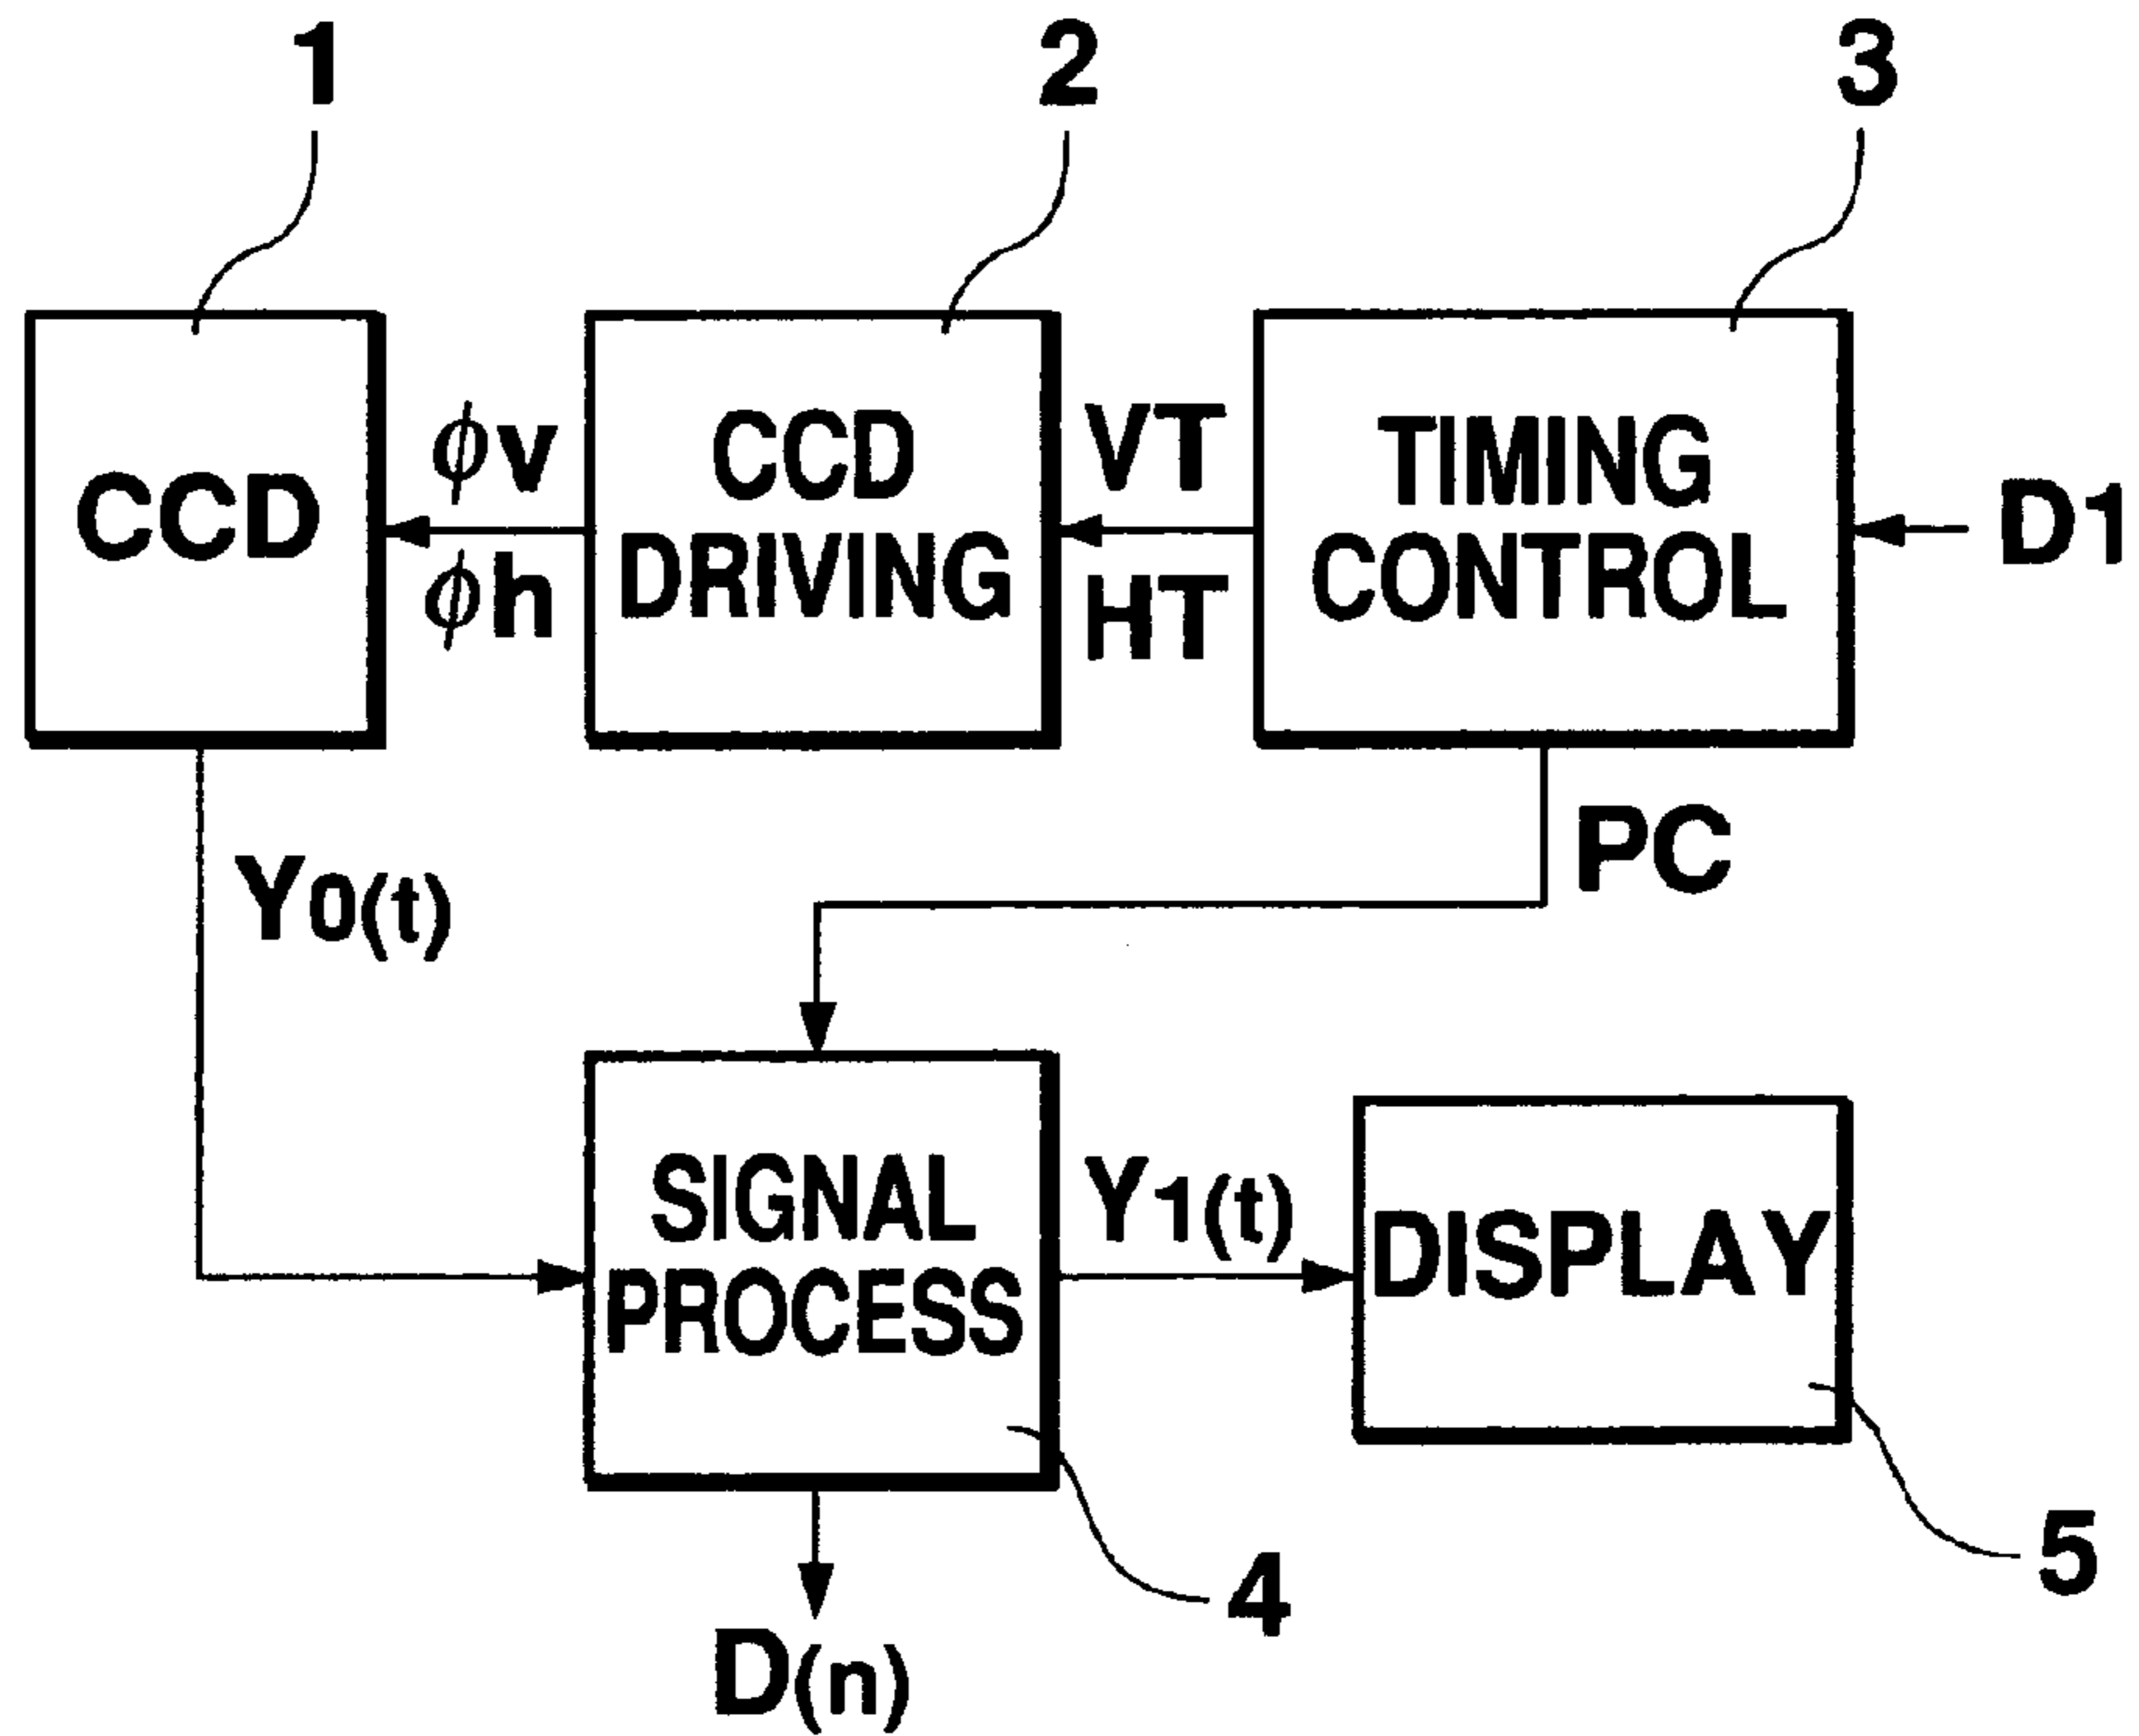 1
2
3
CCD
ϕv
ϕh
CCD
DRIVING
VT
HT
TIMING
CONTROL
D1
Y0(t)
PC
SIGNAL
PROCESS
Y1(t)
DISPLAY
4
5
D(n)